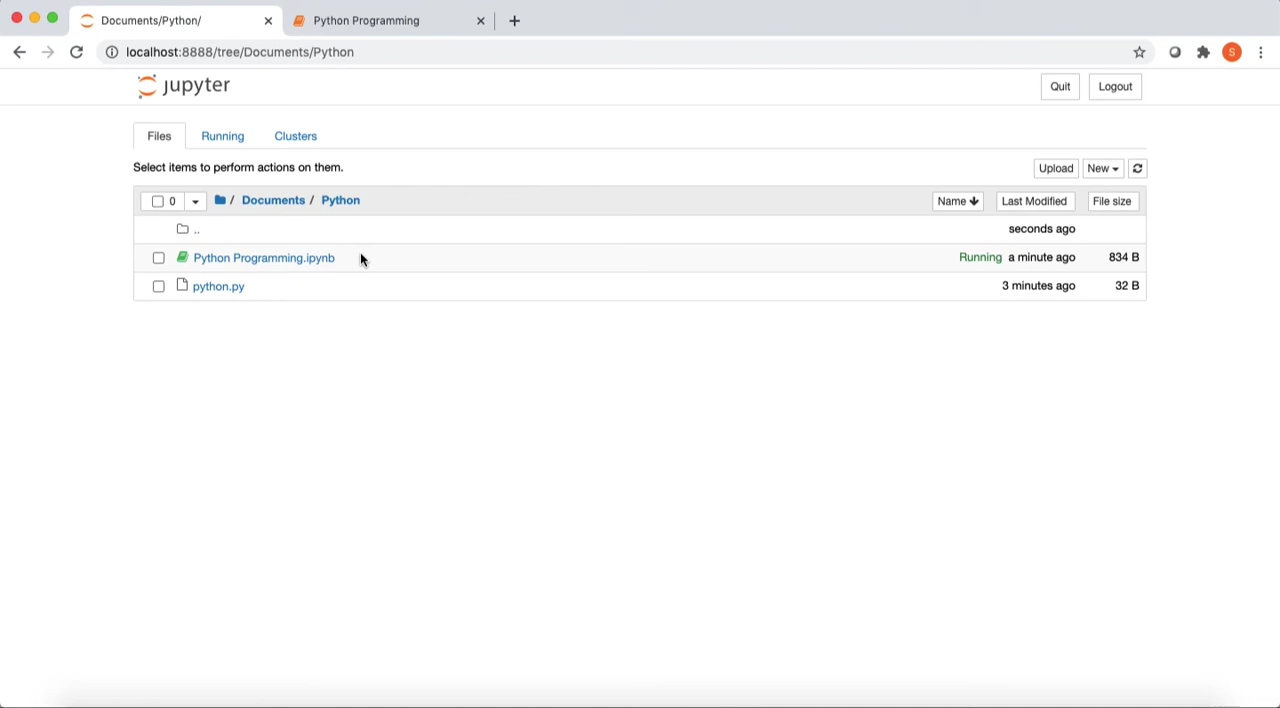 Documents/Python/
Python Programming
localhost:8888/tree/Documents/Python
S
jupyter
Quit
Logout
Files
Running
Clusters
Select items to perform actions on them.
Upload
New
0
/ Documents / Python
Name
Last Modified
File size
..
seconds ago
Python Programming.ipynb
Running a minute ago
834 B
python.py
3 minutes ago
32 B